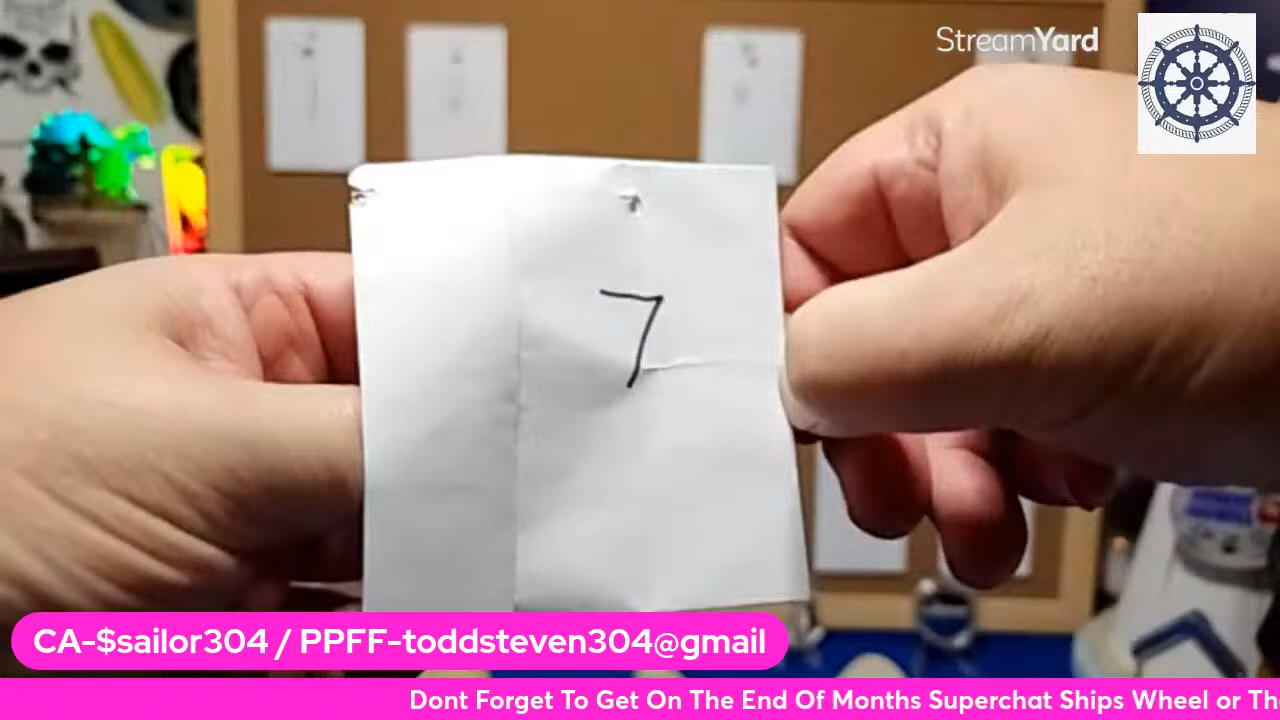 StreamYard
7
CA-$sailor304 / PPFF-toddsteven304@gmail
Dont Forget To Get On The End Of Months Superchat Ships Wheel or Th